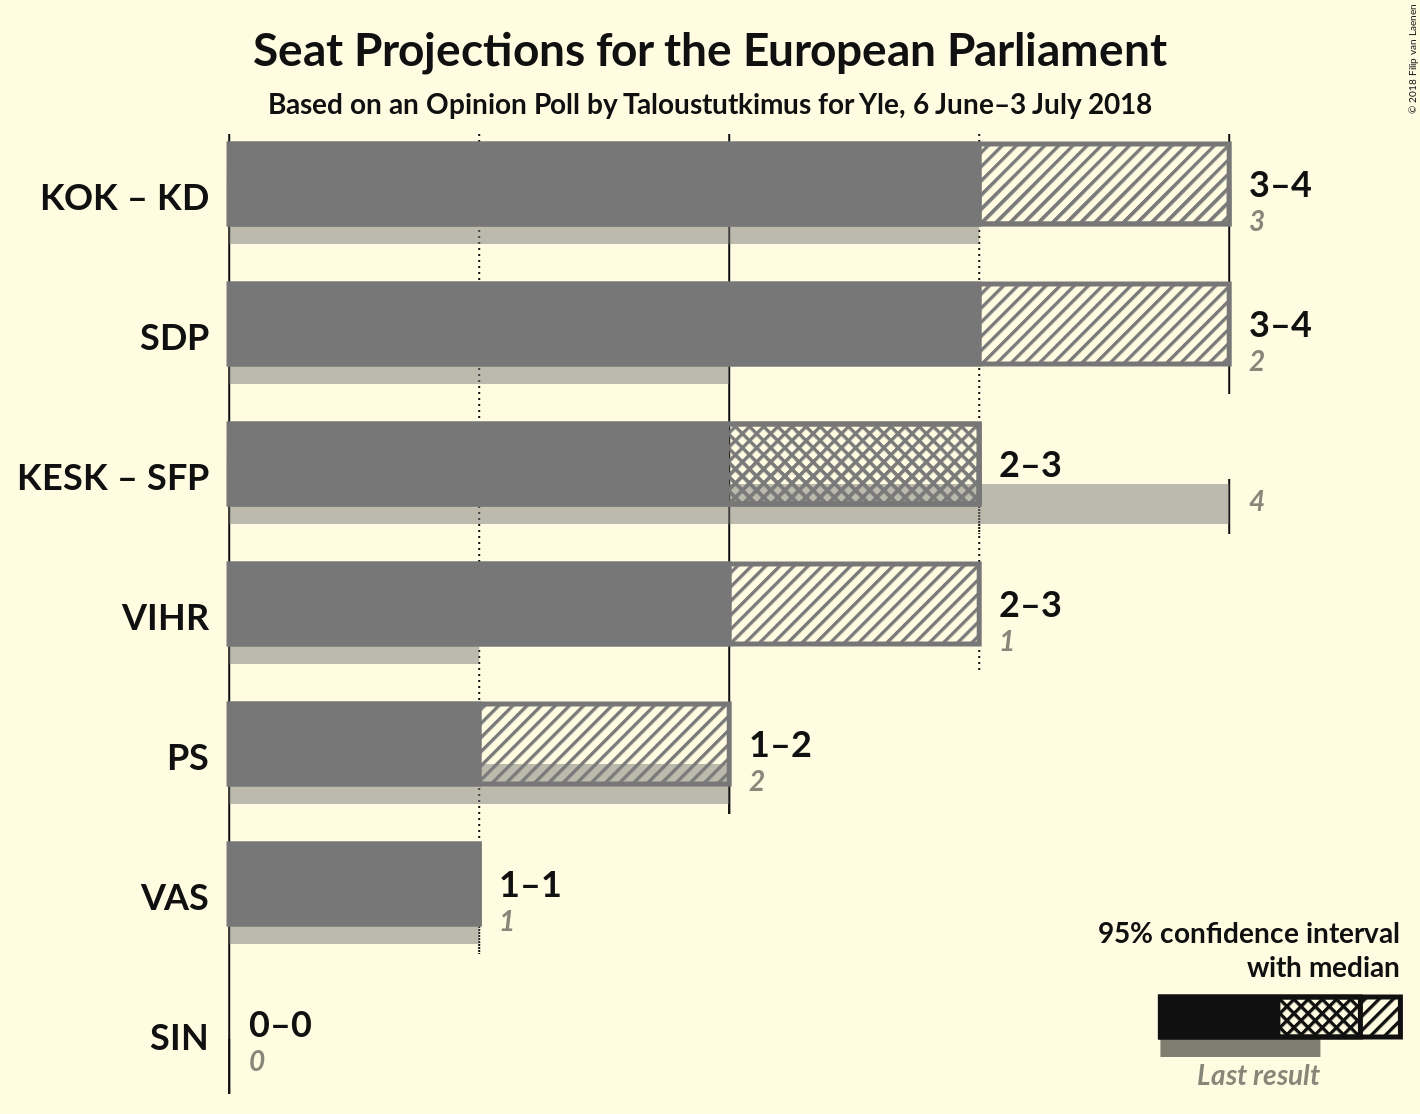 Seat Projections for the European Parliament
Based on an Opinion Poll by Taloustutkimus for Yle, 6 June–3 July 2018
© 2018 Filip van Laenen
KOK – KD
3–4
3
SDP
3–4
2
KESK – SFP
2–3
4
VIHR
2–3
1
PS
1–2
2
VAS
1–1
1
SIN
0–0
0
95% confidence interval
with median
Last result